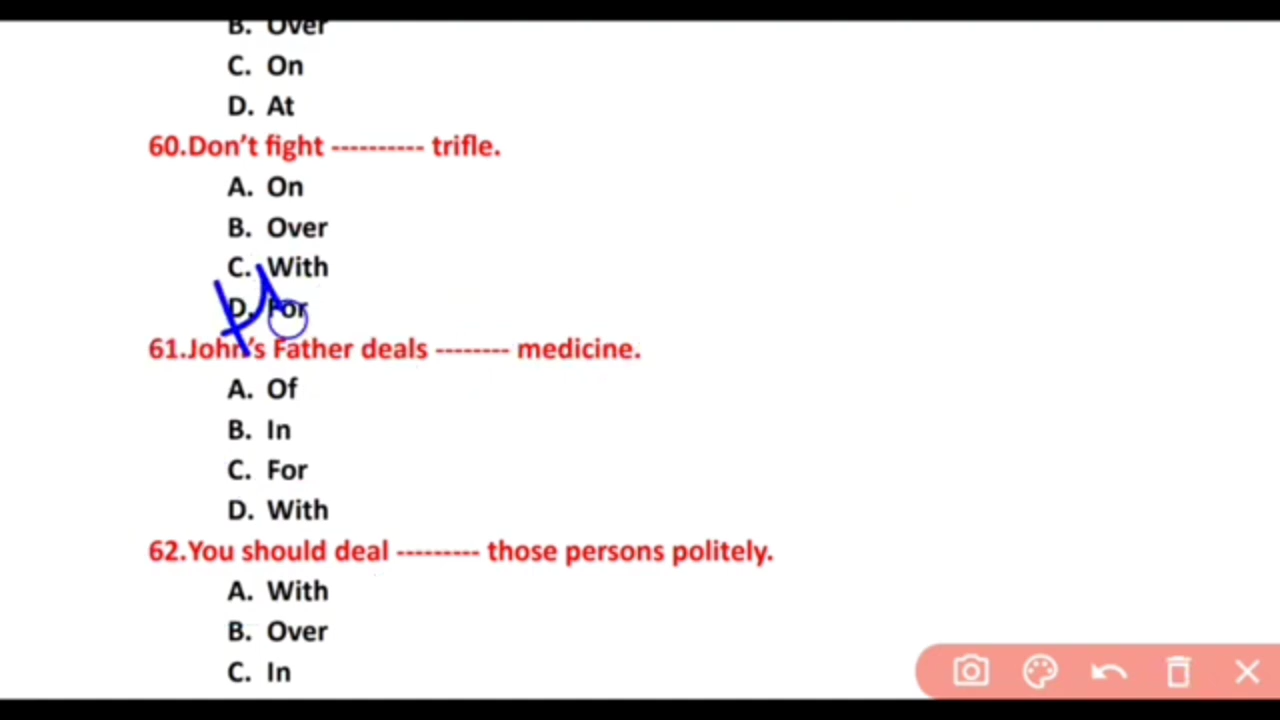 B. Over
C. On
D. At
60.Don't fight ---------- trifle.
A. On
B. Over
C. With
D. For
61.John's Father deals -------- medicine.
A. Of
B. In
C. For
D. With
62.You should deal --------- those persons politely.
A. With
B. Over
C. In